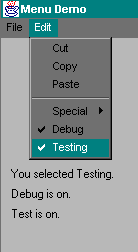 Menu Demo
File Edit
Cut
Copy
Paste
Special
Debug
Testing
You selected Testing.
Debug is on.
Test is on.